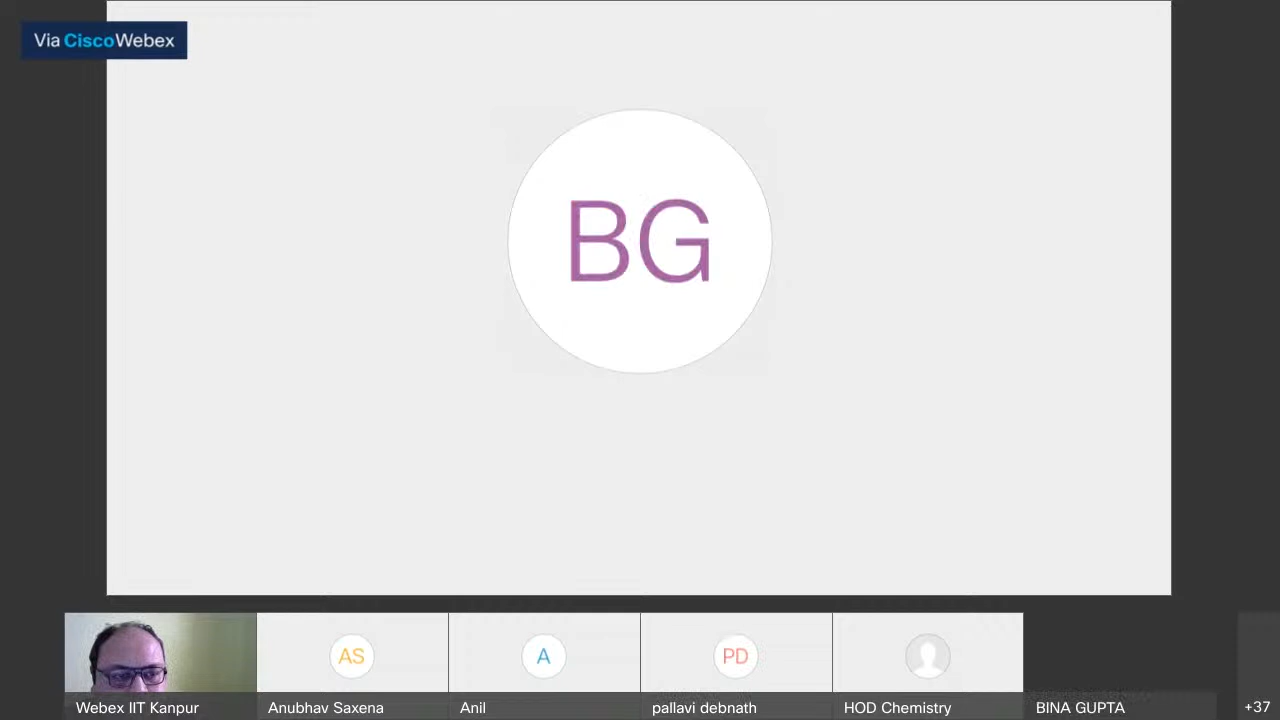 Via CiscoWebex
BG
AS
A
PD
Webex IIT Kanpur
Anubhav Saxena
Anil
pallavi debnath
HOD Chemistry
BINA GUPTA
+37